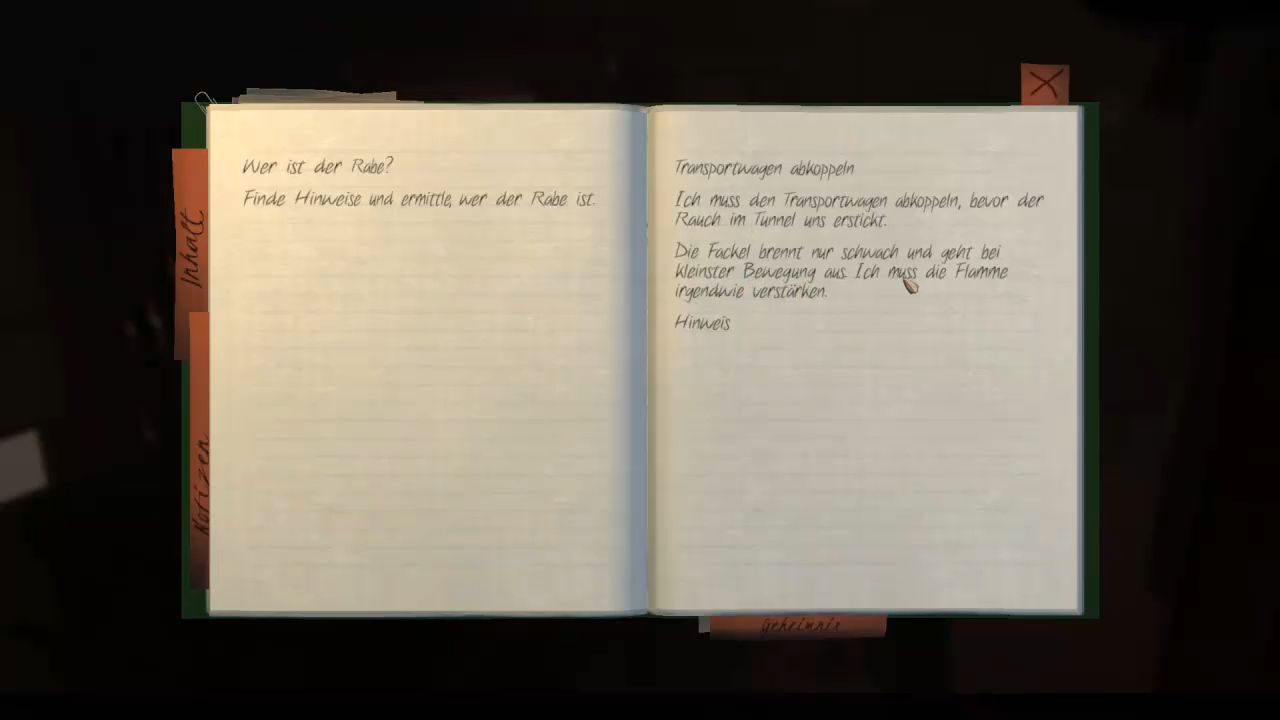 Wer ist der Rabe?
Finde Hinweise und ermittle, wer der Rabe ist.
Transportwagen abkoppeln
Ich muss den Transportwagen abkoppeln, bevor der
Rauch im Tunnel uns erstickt.
Die Fackel brennt nur schwach und geht bei
kleinster Bewegung aus. Ich muss die Flamme
irgendwie verstärken.
Hinweis
Inhalt
Notizen
Geheimnis